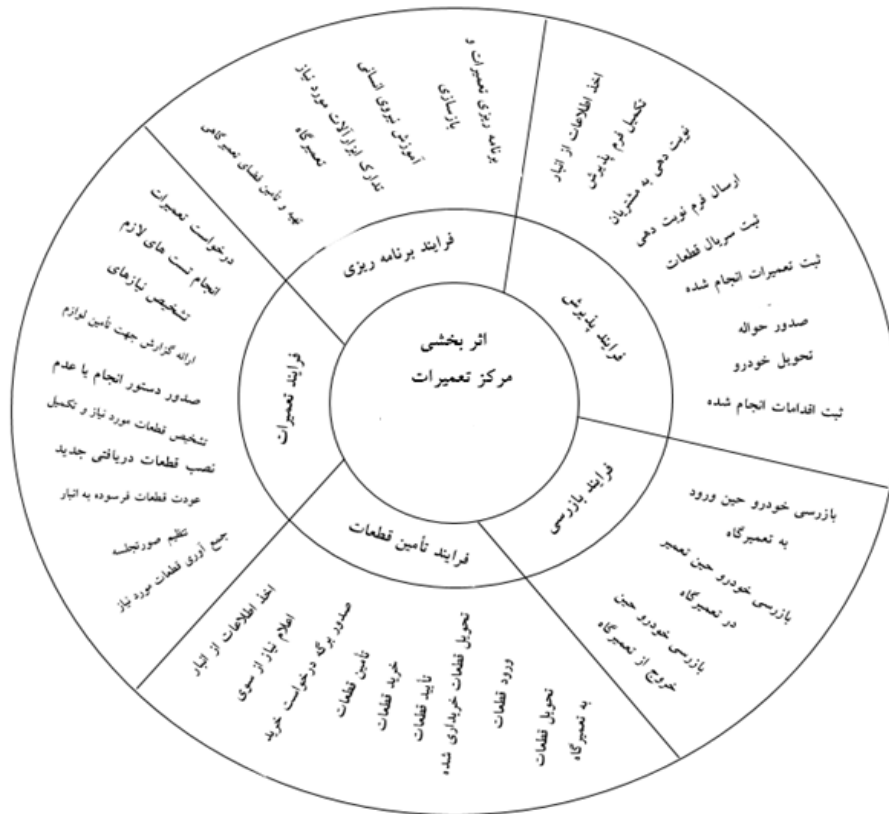 اثر بخشی
مرکز تعمیرات
فرایند برنامه ریزی
برنامه ریزی تعمیرات و
بازسازی
آموزش نیروی انسانی
تدارک ابزارآلات مورد نیاز
تعمیرگاه
تهیه و تأمین فضای تعمیرگاهی
فرایند پذیرش
اخذ اطلاعات از انبار
تکمیل فرم پذیرش
نوبت دهی به مشتریان
ارسال فرم نوبت دهی
ثبت سریال قطعات
ثبت تعمیرات انجام شده
صدور حواله
تحویل خودرو
ثبت اقدامات انجام شده
فرایند بازرسی
بازرسی خودرو حین ورود
به تعمیرگاه
بازرسی خودرو حین تعمیر
در تعمیرگاه
بازرسی خودرو حین
خروج از تعمیرگاه
فرایند تأمین قطعات
اخذ اطلاعات از انبار
اعلام نیاز از سوی
صدور برگه درخواست خرید
تأمین قطعات
خرید قطعات
تأیید قطعات
تحویل قطعات خریداری شده
ورود قطعات
تحویل قطعات
به تعمیرگاه
فرایند تعمیرات
درخواست تعمیرات
انجام تست های لازم
تشخیص نیازهای
ارائه گزارش جهت تأمین لوازم
صدور دستور انجام یا عدم
تشخیص قطعات مورد نیاز و تکمیل
نصب قطعات دریافتی جدید
عودت قطعات فرسوده به انبار
تنظیم صورتجلسه
جمع آوری قطعات مورد نیاز